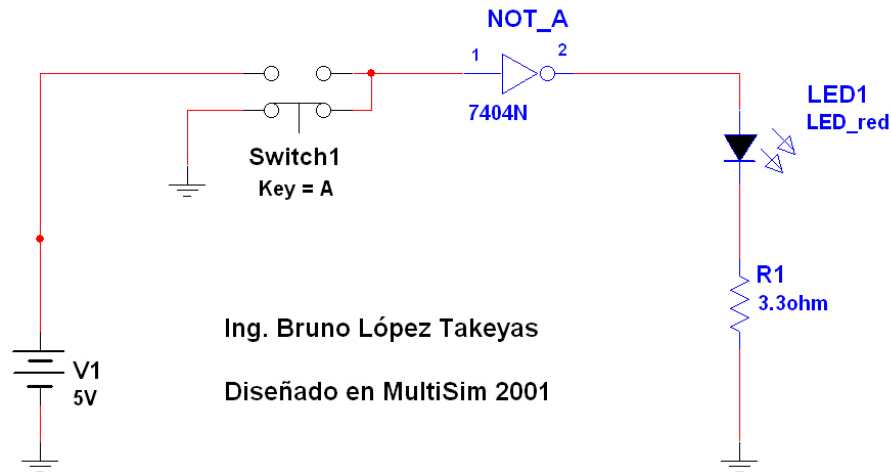 NOT_A
1
2
7404N
LED1
LED_red
Switch1
Key = A
R1
3.3ohm
V1
5V
Ing. Bruno López Takeyas
Diseñado en MultiSim 2001